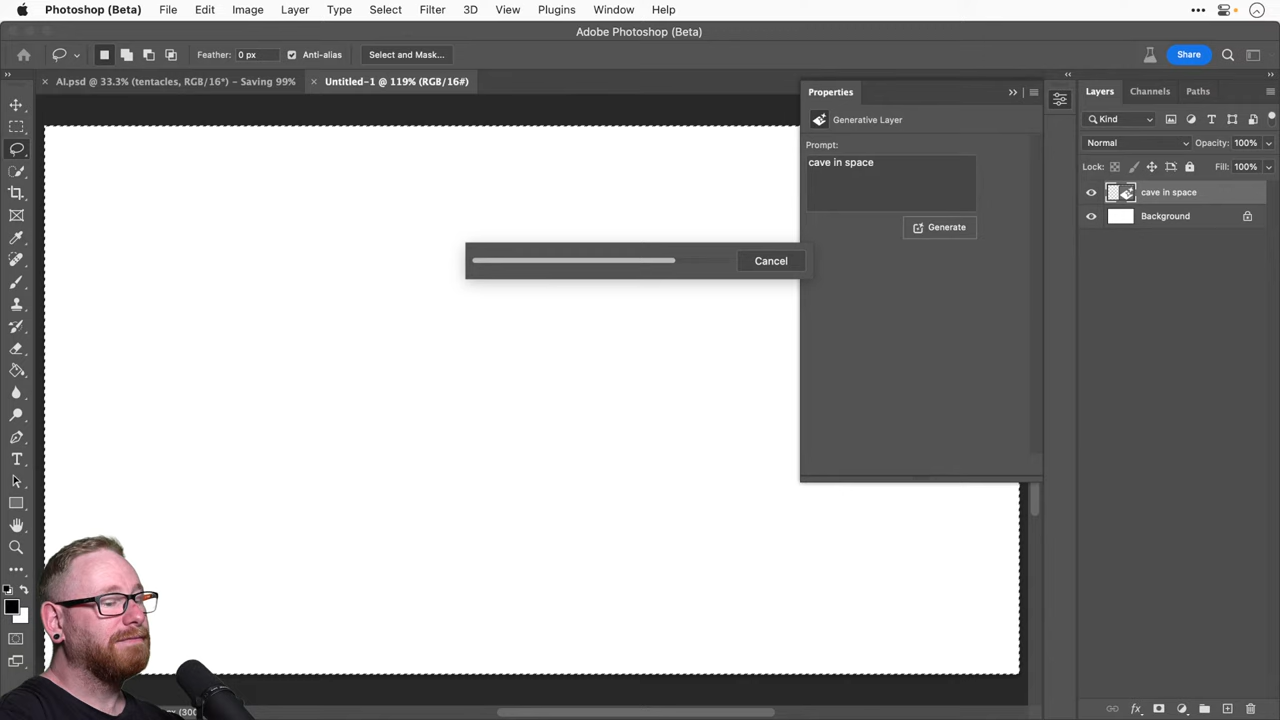 Photoshop (Beta) File Edit Image Layer Type Select Filter 3D View Plugins Window Help
Adobe Photoshop (Beta)
Feather: 0 px Anti-alias Select and Mask... Share
AI.psd @ 33.3% (tentacles, RGB/16*) – Saving 99% Untitled-1 @ 119% (RGB/16#)
Properties
Generative Layer
Prompt:
cave in space
Generate
Cancel
Layers Channels Paths
Kind
Normal Opacity: 100%
Lock: Fill: 100%
cave in space
Background